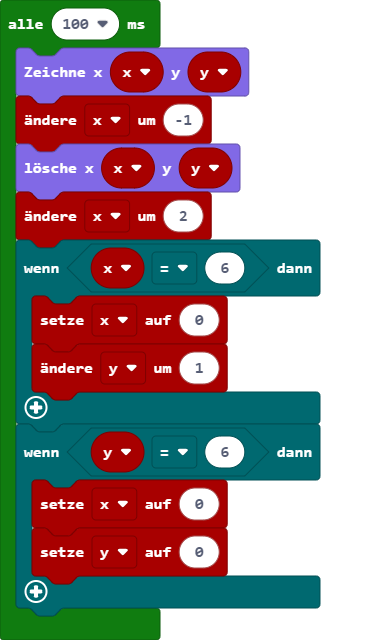 alle 100 ms
Zeichne x x y y
ändere x um -1
lösche x x y y
ändere x um 2
wenn x = 6 dann
setze x auf 0
ändere y um 1
wenn y = 6 dann
setze x auf 0
setze y auf 0